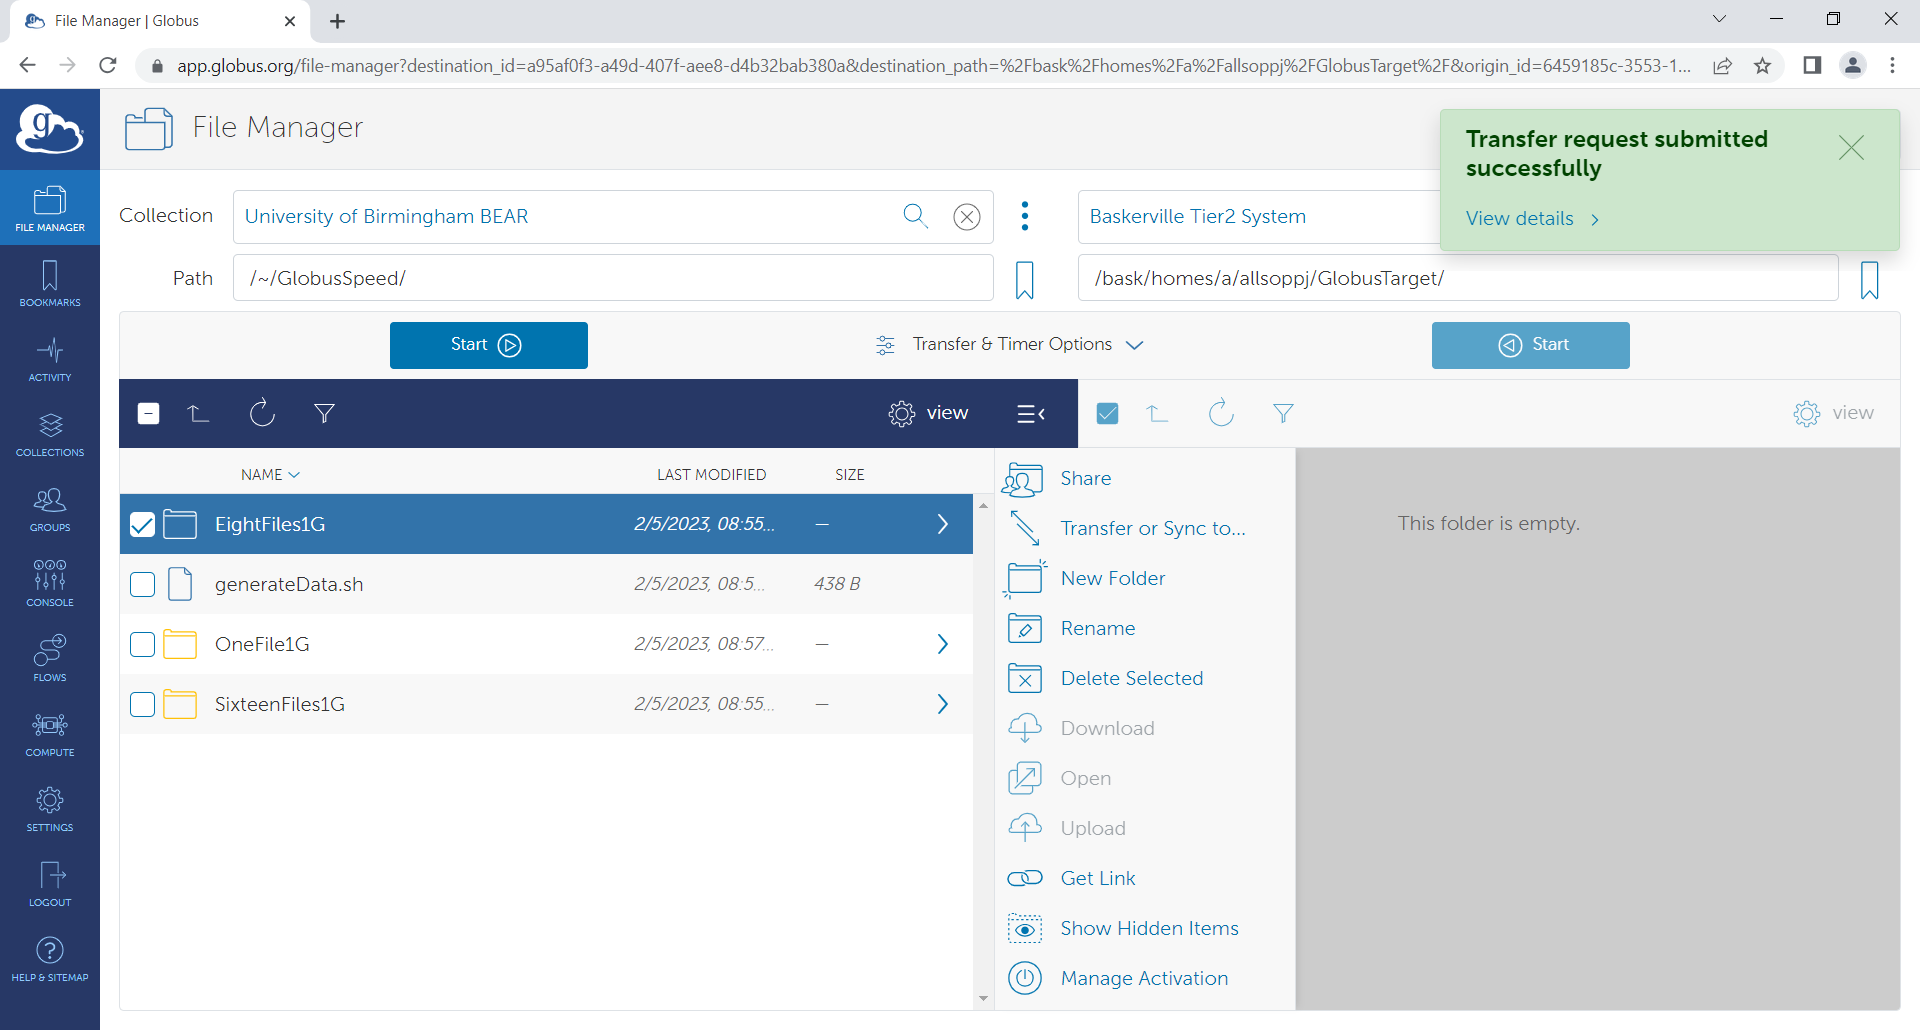 File Manager | Globus
app.globus.org/file-manager?destination_id=a95af0f3-a49d-407f-aee8-d4b32bab380a&destination_path=%2Fbask%2Fhomes%2Fa%2Fallsoppj%2FGlobusTarget%2F&origin_id=6459185c-3553-1...
g
File Manager
Transfer request submitted
successfully
View details
FILE MANAGER
BOOKMARKS
ACTIVITY
COLLECTIONS
GROUPS
CONSOLE
FLOWS
COMPUTE
SETTINGS
LOGOUT
HELP & SITEMAP
Collection University of Birmingham BEAR Baskerville Tier2 System
Path /~/GlobusSpeed/ /bask/homes/a/allsoppj/GlobusTarget/
Start Transfer & Timer Options Start
view view
NAME LAST MODIFIED SIZE
EightFiles1G 2/5/2023, 08:55... —
generateData.sh 2/5/2023, 08:5... 438 B
OneFile1G 2/5/2023, 08:57... —
SixteenFiles1G 2/5/2023, 08:55... —
Share
Transfer or Sync to...
New Folder
Rename
Delete Selected
Download
Open
Upload
Get Link
Show Hidden Items
Manage Activation
This folder is empty.